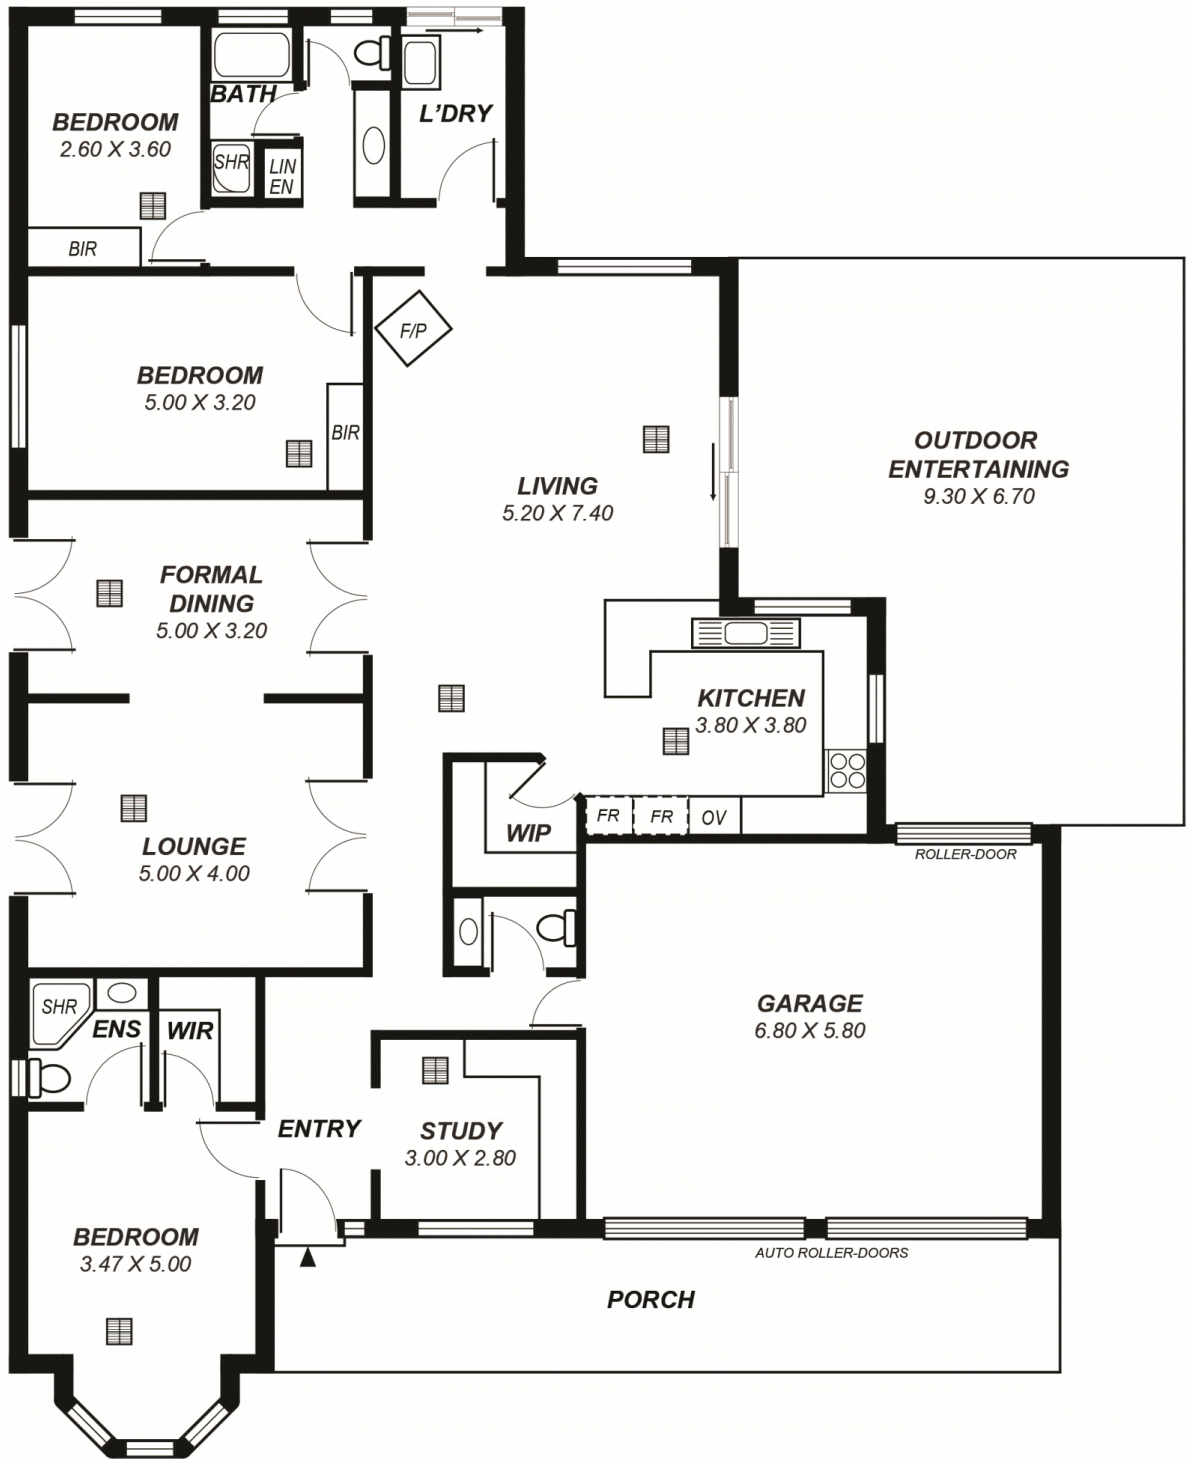 BATH
BEDROOM
2.60 X 3.60
L'DRY
SHR
LIN
EN
BIR
F/P
BEDROOM
5.00 X 3.20
BIR
OUTDOOR
ENTERTAINING
9.30 X 6.70
LIVING
5.20 X 7.40
FORMAL
DINING
5.00 X 3.20
KITCHEN
3.80 X 3.80
FR
FR
OV
WIP
LOUNGE
5.00 X 4.00
ROLLER-DOOR
SHR
ENS
WIR
GARAGE
6.80 X 5.80
ENTRY
STUDY
3.00 X 2.80
BEDROOM
3.47 X 5.00
AUTO ROLLER-DOORS
PORCH